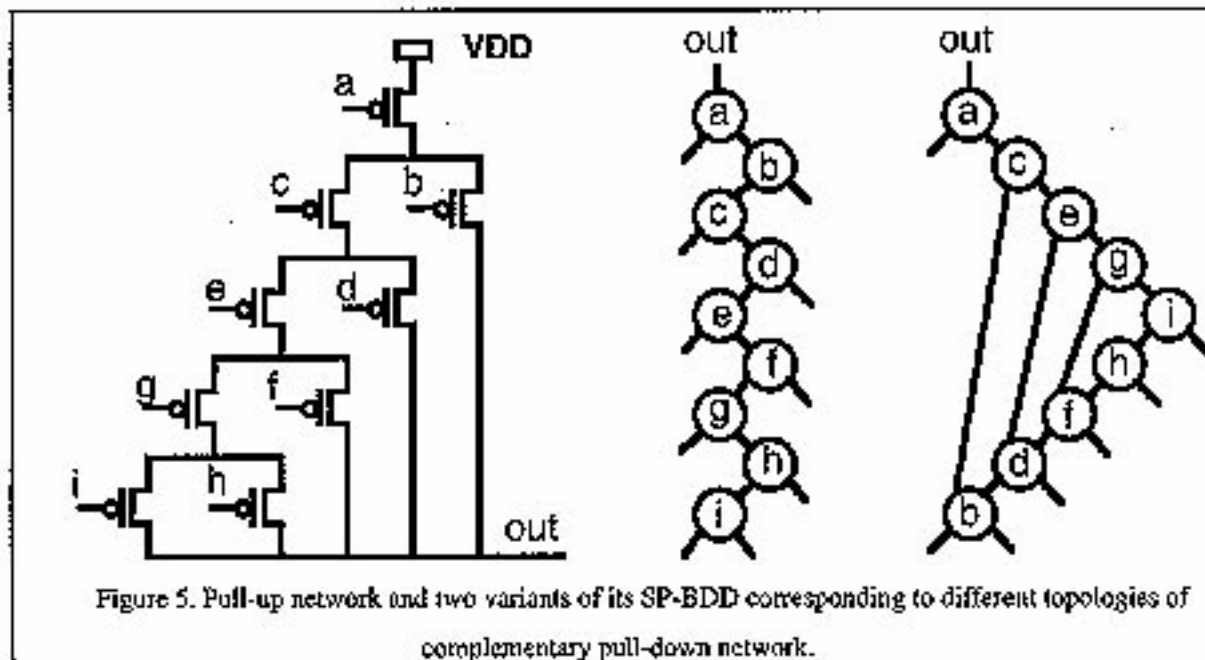 VDD
a
c b
e d
g f
i h
out
out
a
b
c
d
e
f
g
h
i
out
a
c
e
g
i
h
f
d
b
Figure 5. Pull-up network and two variants of its SP-BDD corresponding to different topologies of
complementary pull-down network.